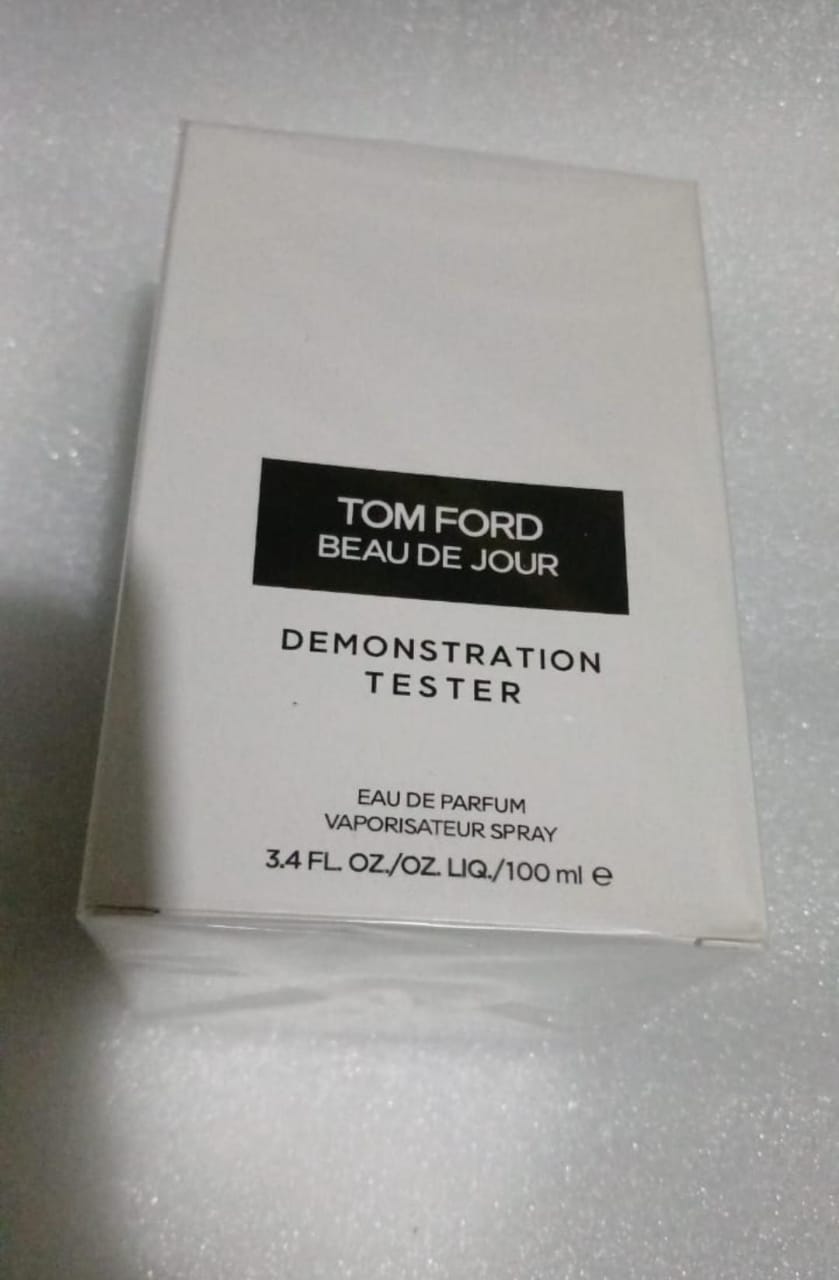 TOM FORD
BEAU DE JOUR
DEMONSTRATION
TESTER
EAU DE PARFUM
VAPORISATEUR SPRAY
3.4 FL. OZ./OZ. LIQ./100 ml ℮